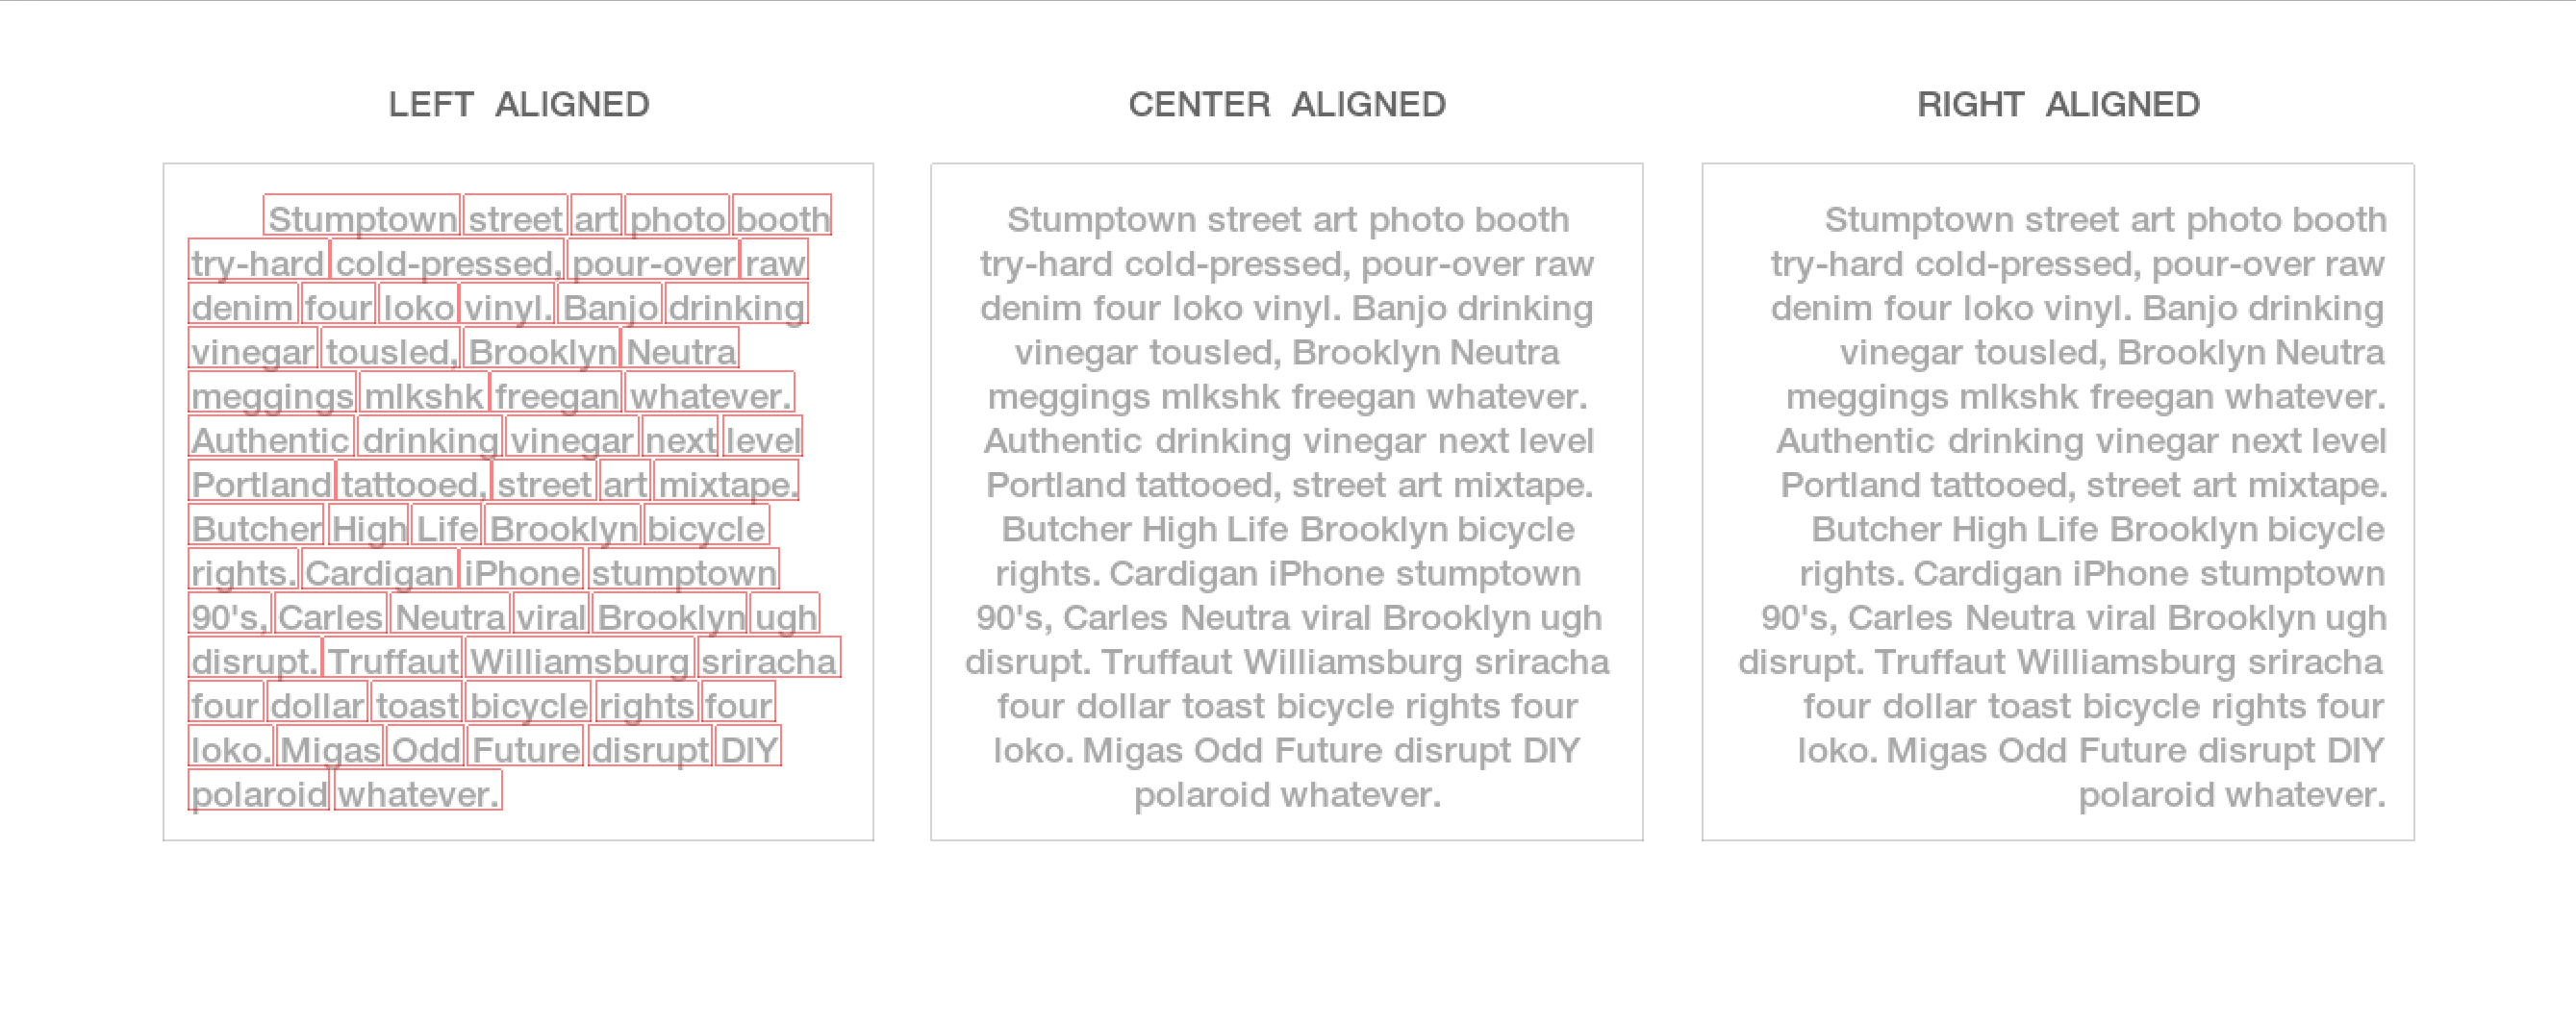 LEFT ALIGNED
Stumptown street art photo booth
try-hard cold-pressed, pour-over raw
denim four loko vinyl. Banjo drinking
vinegar tousled, Brooklyn Neutra
meggings mlkshk freegan whatever.
Authentic drinking vinegar next level
Portland tattooed, street art mixtape.
Butcher High Life Brooklyn bicycle
rights. Cardigan iPhone stumptown
90's, Carles Neutra viral Brooklyn ugh
disrupt. Truffaut Williamsburg sriracha
four dollar toast bicycle rights four
loko. Migas Odd Future disrupt DIY
polaroid whatever.
CENTER ALIGNED
Stumptown street art photo booth
try-hard cold-pressed, pour-over raw
denim four loko vinyl. Banjo drinking
vinegar tousled, Brooklyn Neutra
meggings mlkshk freegan whatever.
Authentic drinking vinegar next level
Portland tattooed, street art mixtape.
Butcher High Life Brooklyn bicycle
rights. Cardigan iPhone stumptown
90's, Carles Neutra viral Brooklyn ugh
disrupt. Truffaut Williamsburg sriracha
four dollar toast bicycle rights four
loko. Migas Odd Future disrupt DIY
polaroid whatever.
RIGHT ALIGNED
Stumptown street art photo booth
try-hard cold-pressed, pour-over raw
denim four loko vinyl. Banjo drinking
vinegar tousled, Brooklyn Neutra
meggings mlkshk freegan whatever.
Authentic drinking vinegar next level
Portland tattooed, street art mixtape.
Butcher High Life Brooklyn bicycle
rights. Cardigan iPhone stumptown
90's, Carles Neutra viral Brooklyn ugh
disrupt. Truffaut Williamsburg sriracha
four dollar toast bicycle rights four
loko. Migas Odd Future disrupt DIY
polaroid whatever.